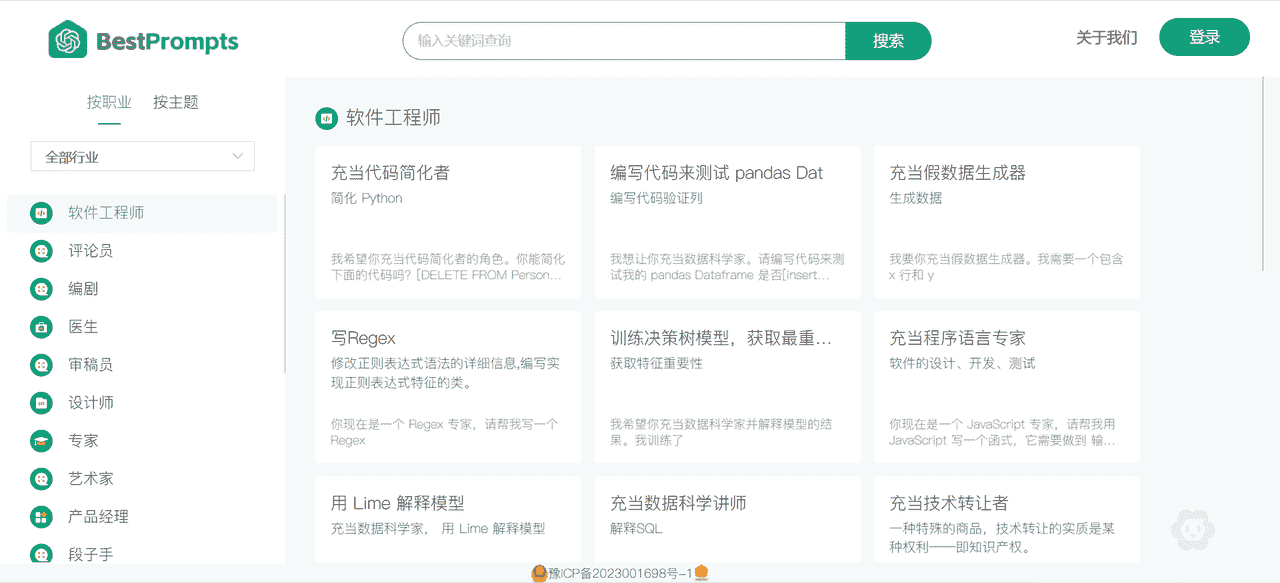 BestPrompts
输入关键词查询
搜索
关于我们
登录
按职业
按主题
全部行业
软件工程师
评论员
编剧
医生
审稿员
设计师
专家
艺术家
产品经理
段子手
软件工程师
充当代码简化者
简化 Python
我希望你充当代码简化者的角色。你能简化
下面的代码吗？[DELETE FROM Person...
编写代码来测试 pandas Dat
编写代码验证列
我想让你充当数据科学家。请编写代码来测
试我的 pandas Dataframe 是否[insert...
充当假数据生成器
生成数据
我要你充当假数据生成器。我需要一个包含
x 行和 y
写Regex
修改正则表达式语法的详细信息,编写实
现正则表达式特征的类。
你现在是一个 Regex 专家，请帮我写一个
Regex
训练决策树模型，获取最重...
获取特征重要性
我希望你充当数据科学家并解释模型的结
果。我训练了
充当程序语言专家
软件的设计、开发、测试
你现在是一个 JavaScript 专家，请帮我用
JavaScript 写一个函式，它需要做到 输...
用 Lime 解释模型
充当数据科学家， 用 Lime 解释模型
充当数据科学讲师
解释SQL
充当技术转让者
一种特殊的商品，技术转让的实质是某
种权利——即知识产权。
豫ICP备2023001698号-1